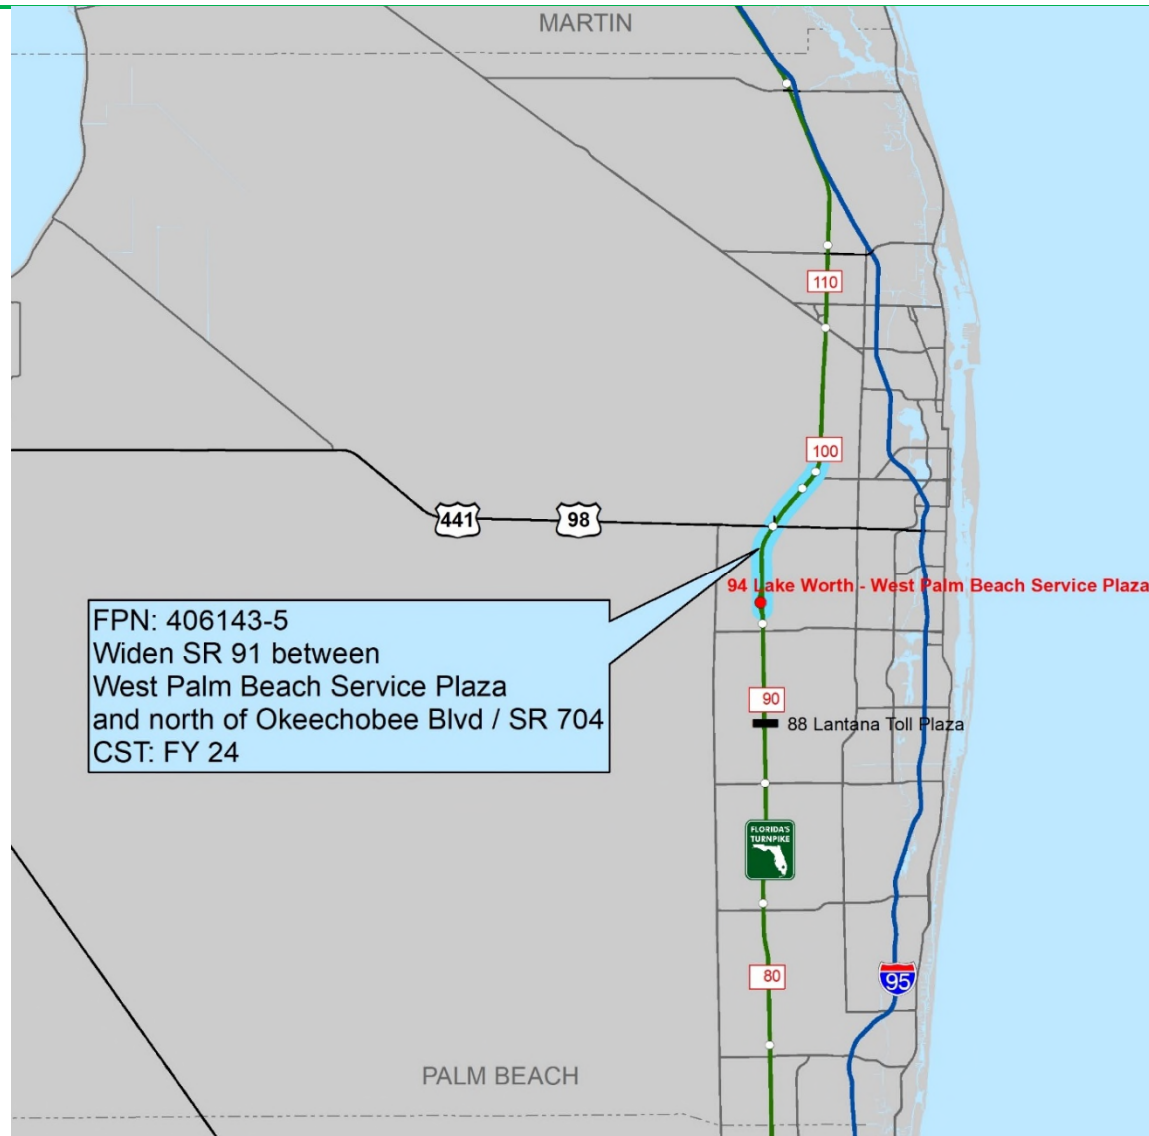 MARTIN
110
100
441
98
94 Lake Worth - West Palm Beach Service Plaza
FPN: 406143-5
Widen SR 91 between
West Palm Beach Service Plaza
and north of Okeechobee Blvd / SR 704
CST: FY 24
90
88 Lantana Toll Plaza
FLORIDA'S
TURNPIKE
80
95
PALM BEACH